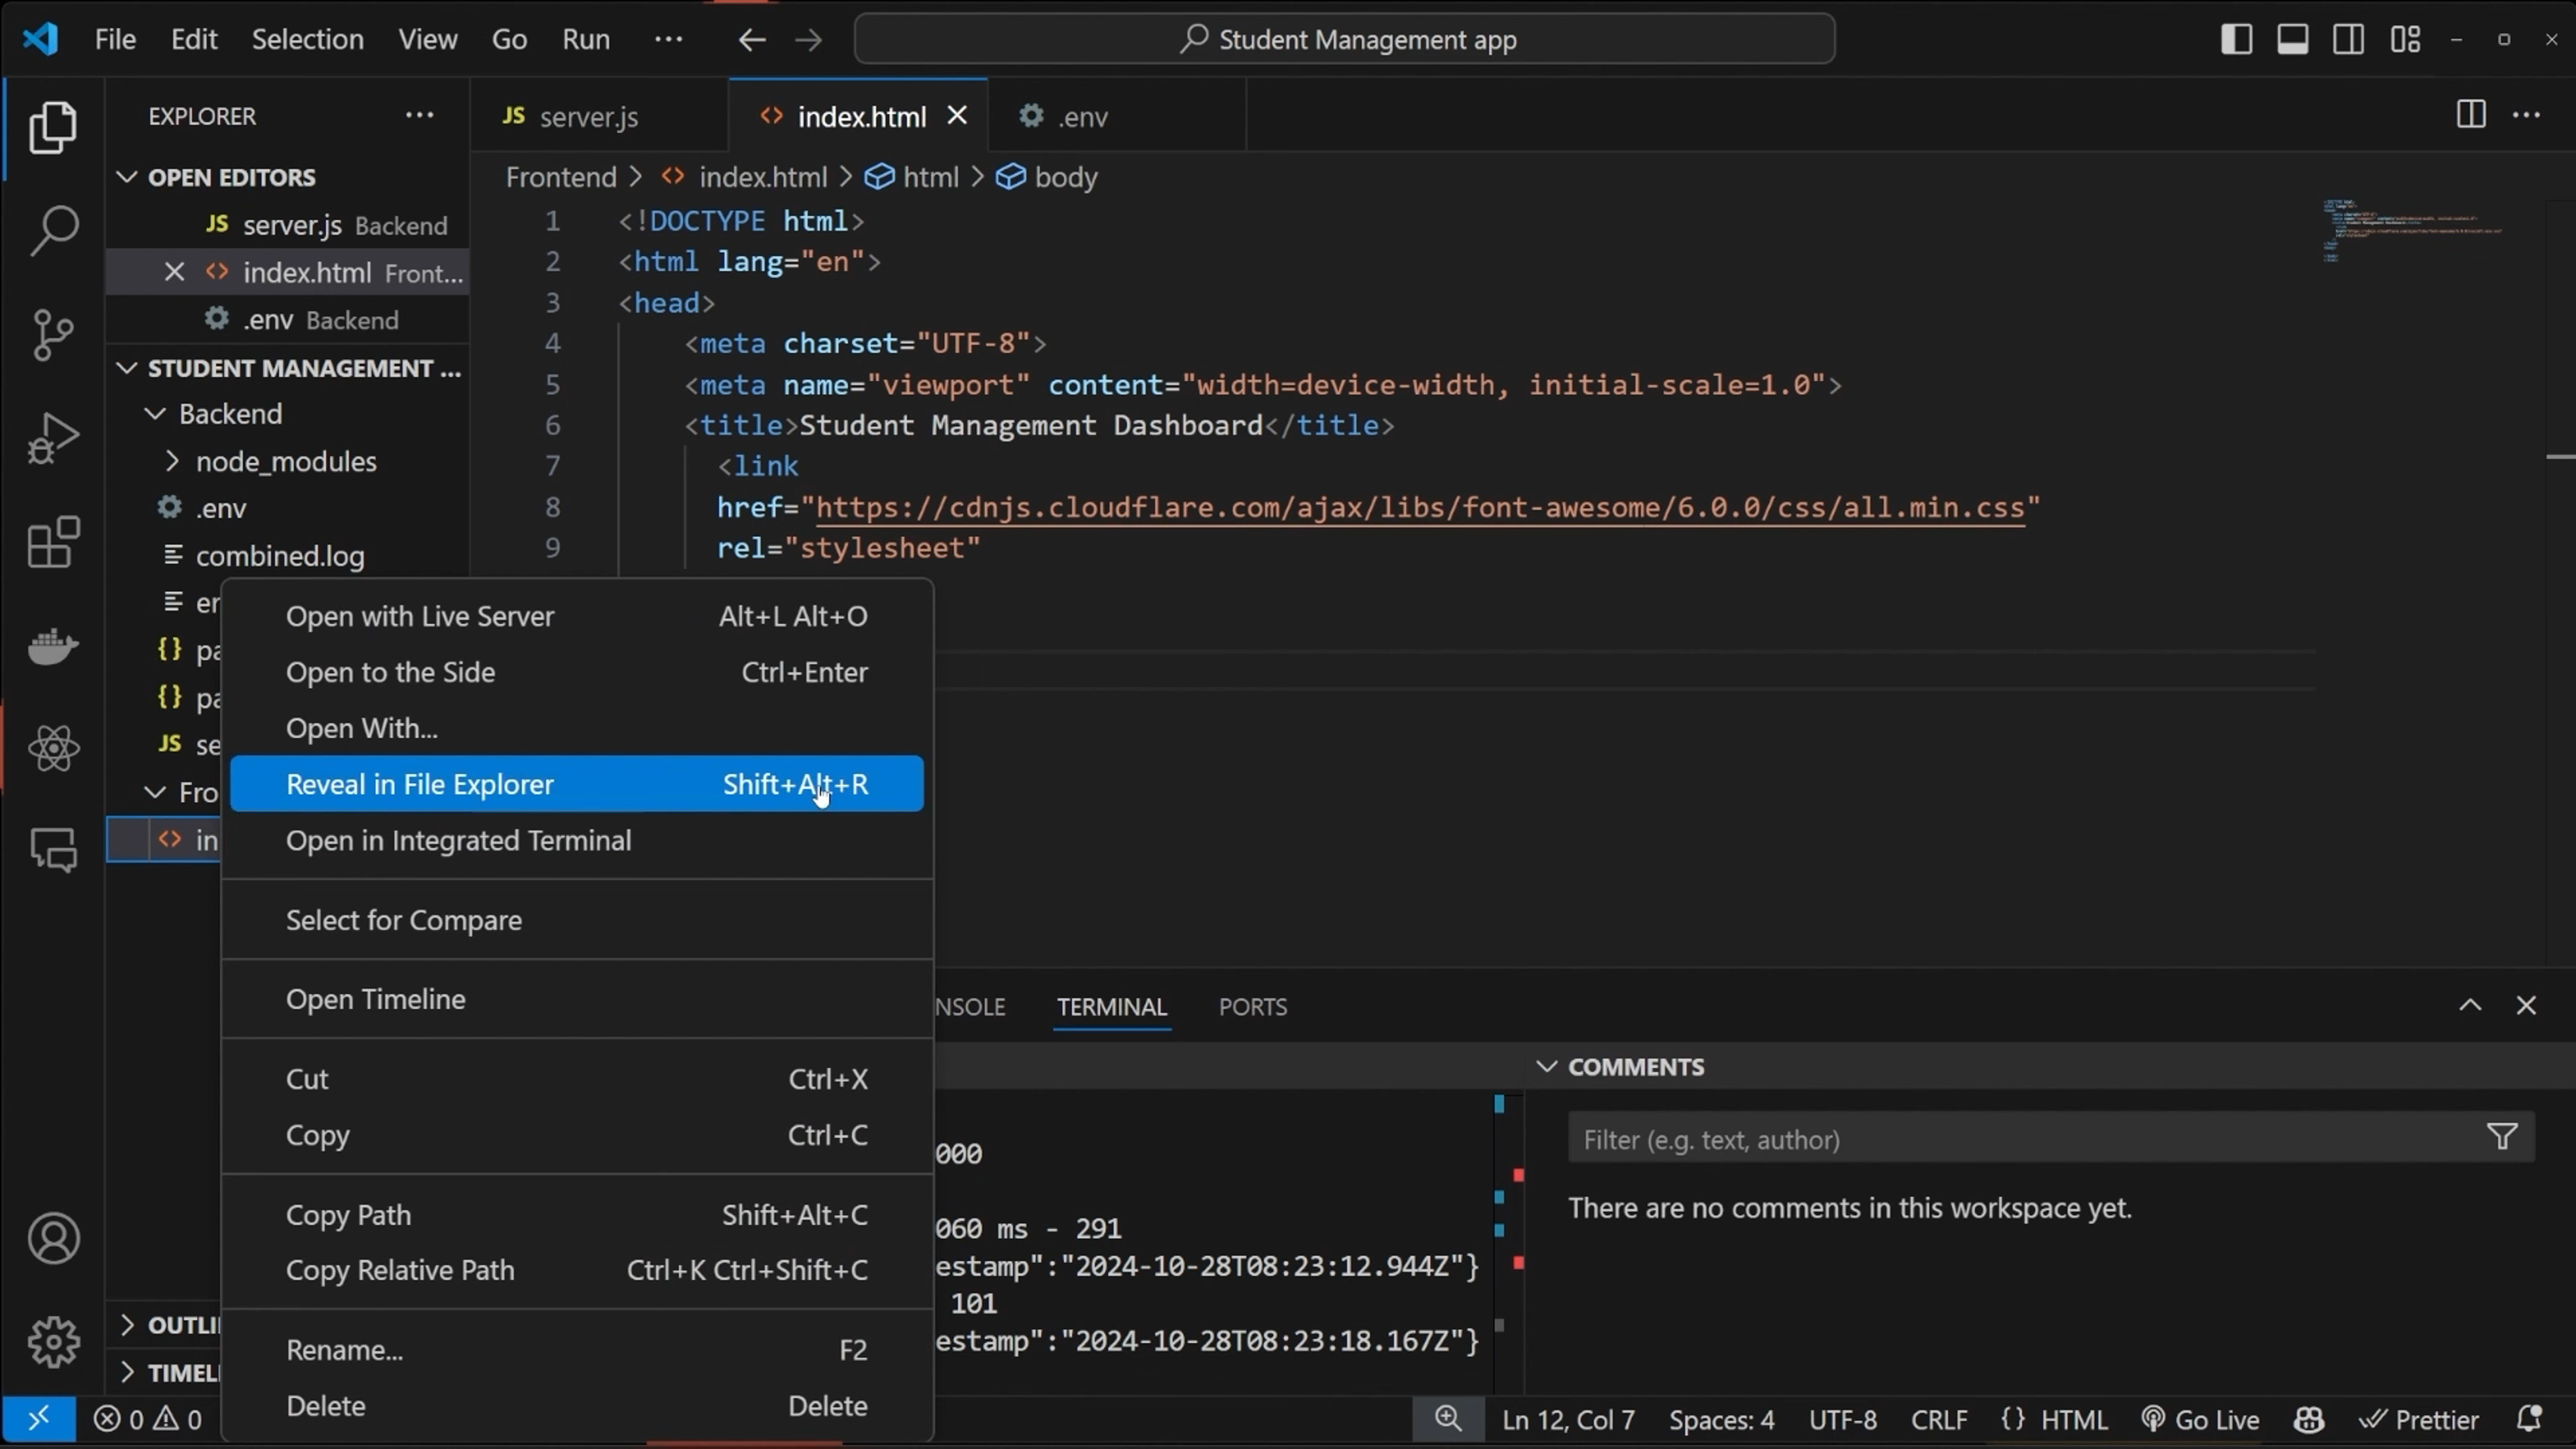 File Edit Selection View Go Run ...
Student Management app
EXPLORER
OPEN EDITORS
JS server.js Backend
index.html Front...
.env Backend
STUDENT MANAGEMENT ...
Backend
node_modules
.env
combined.log
er
{} pa
{} pa
JS se
Fro
in
OUTLI
TIMEL
JS server.js
index.html
.env
Frontend > index.html > html > body
1 <!DOCTYPE html>
2 <html lang="en">
3 <head>
4 <meta charset="UTF-8">
5 <meta name="viewport" content="width=device-width, initial-scale=1.0">
6 <title>Student Management Dashboard</title>
7 <link
8 href="https://cdnjs.cloudflare.com/ajax/libs/font-awesome/6.0.0/css/all.min.css"
9 rel="stylesheet"
Open with Live Server Alt+L Alt+O
Open to the Side Ctrl+Enter
Open With...
Reveal in File Explorer Shift+Alt+R
Open in Integrated Terminal
Select for Compare
Open Timeline
Cut Ctrl+X
Copy Ctrl+C
Copy Path Shift+Alt+C
Copy Relative Path Ctrl+K Ctrl+Shift+C
Rename... F2
Delete Delete
NSOLE TERMINAL PORTS
000
060 ms - 291
estamp":"2024-10-28T08:23:12.944Z"}
101
estamp":"2024-10-28T08:23:18.167Z"}
COMMENTS
Filter (e.g. text, author)
There are no comments in this workspace yet.
0 0 Ln 12, Col 7 Spaces: 4 UTF-8 CRLF {} HTML Go Live Prettier